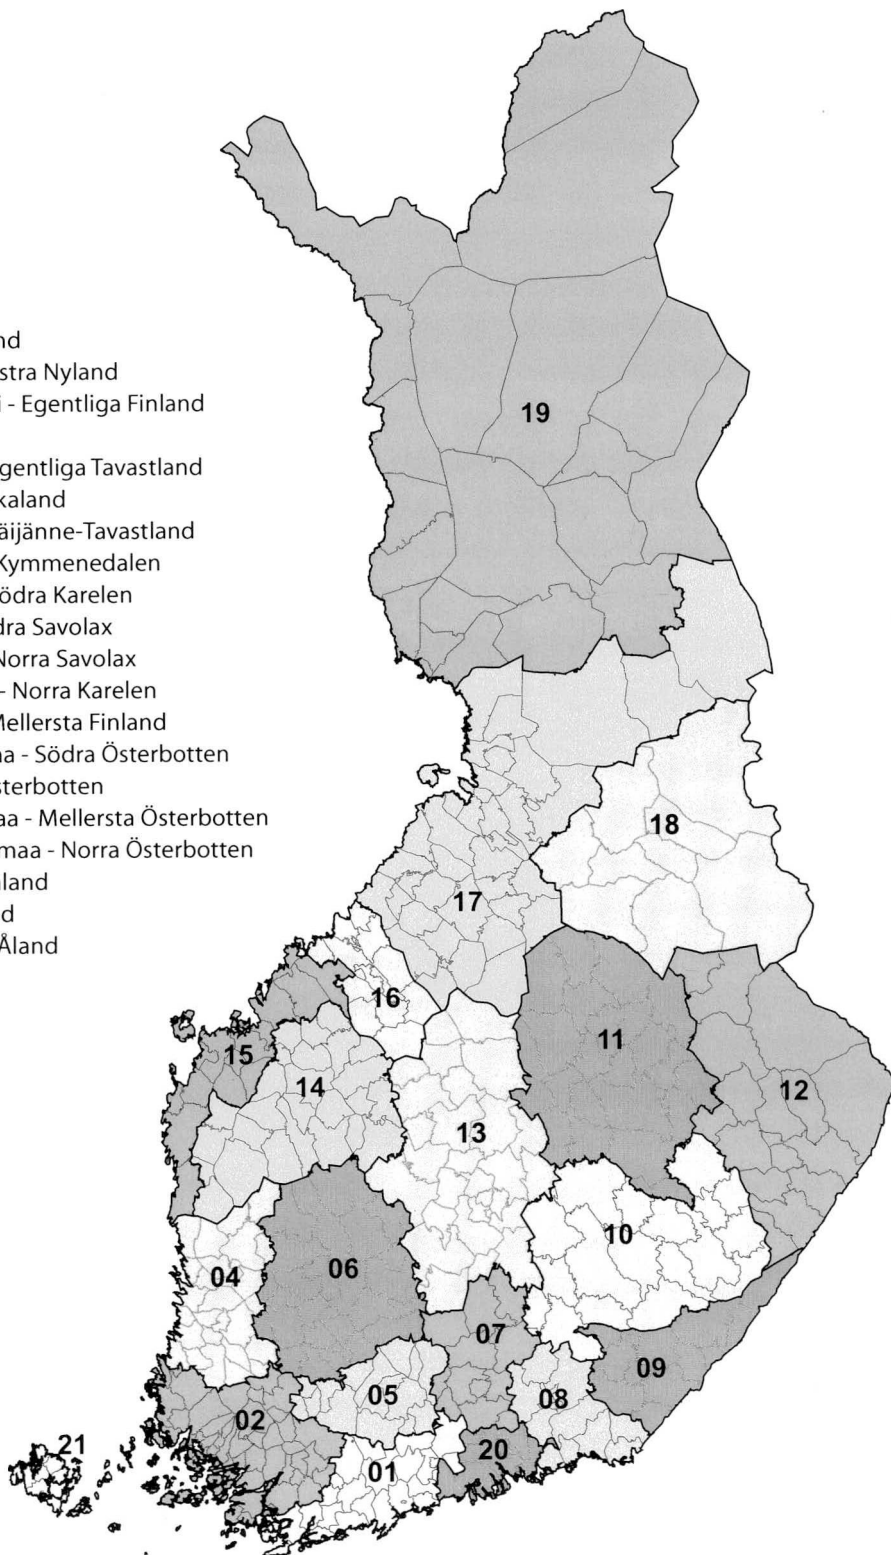 nd
stra Nyland
i - Egentliga Finland
gentliga Tavastland
kaland
äijänne-Tavastland
Kymmenedalen
ödra Karelen
dra Savolax
Norra Savolax
- Norra Karelen
Mellersta Finland
na - Södra Österbotten
sterbotten
aa - Mellersta Österbotten
maa - Norra Österbotten
aland
d
Åland
19
18
17
16
11
15
14
12
13
10
04
06
07
09
05
08
02
21
20
01